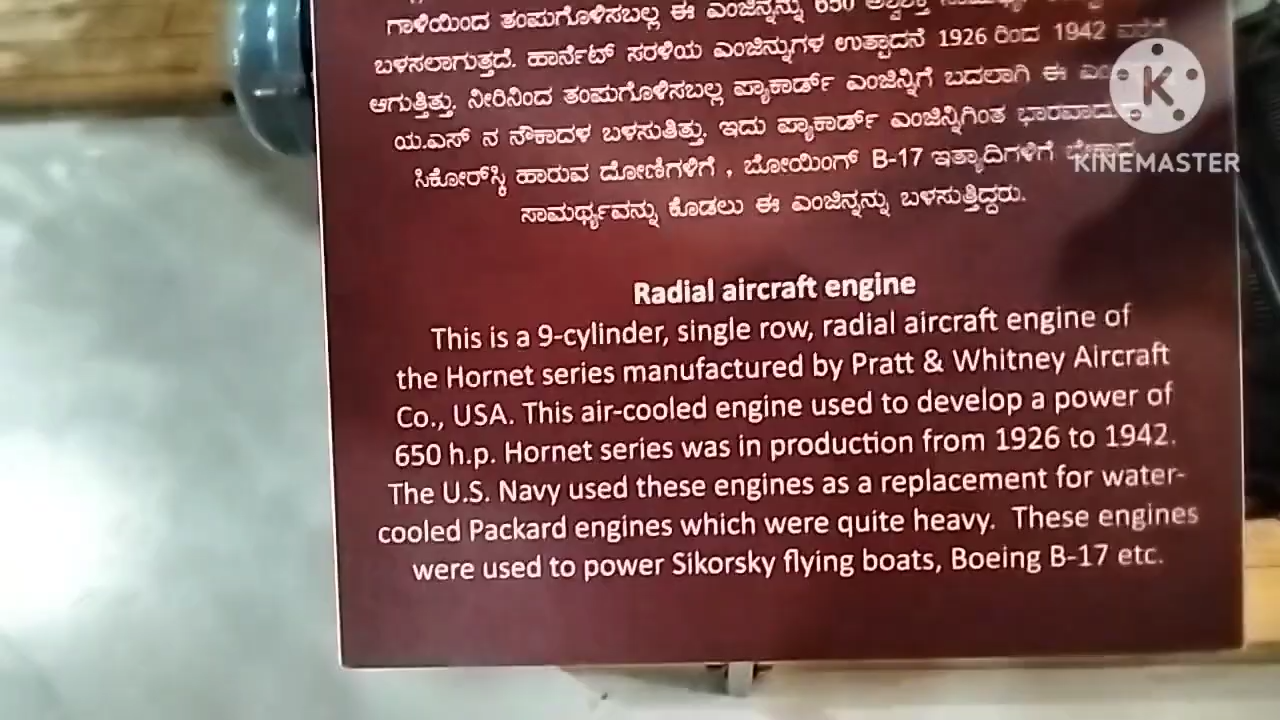 ಗಾಳಿಯಿಂದ ತಂಪುಗೊಳಿಸಬಲ್ಲ ಈ ಎಂಜಿನ್ನನ್ನು 650
ಬಳಸಲಾಗುತ್ತದೆ. ಹಾರ್ನೆಟ್ ಸರಳಿಯ ಎಂಜಿನ್ನುಗಳ ಉತ್ಪಾದನೆ 1926 ರಿಂದ 1942 ವರೆಗೆ
ಆಗುತ್ತಿತ್ತು. ನೀರಿನಿಂದ ತಂಪುಗೊಳಿಸಬಲ್ಲ ಪ್ಯಾಕಾರ್ಡ್ ಎಂಜಿನ್ನಿಗೆ ಬದಲಾಗಿ ಈ
ಯ.ಎಸ್ ನ ನೌಕಾದಳ ಬಳಸುತಿತ್ತು. ಇದು ಪ್ಯಾಕಾರ್ಡ್ ಎಂಜಿನ್ನಿಗಿಂತ
ಸಿಕೋರ್ಸ್ಕಿ ಹಾರುವ ದೋಣಿಗಳಿಗೆ , ಬೋಯಿಂಗ್ B-17 ಇತ್ಯಾದಿಗಳಿಗೆ
ಸಾಮರ್ಥ್ಯವನ್ನು ಕೊಡಲು ಈ ಎಂಜಿನ್ನನ್ನು ಬಳಸುತ್ತಿದ್ದರು.
K
KINEMASTER
Radial aircraft engine
This is a 9-cylinder, single row, radial aircraft engine of
the Hornet series manufactured by Pratt & Whitney Aircraft
Co., USA. This air-cooled engine used to develop a power of
650 h.p. Hornet series was in production from 1926 to 1942.
The U.S. Navy used these engines as a replacement for water-
cooled Packard engines which were quite heavy. These engines
were used to power Sikorsky flying boats, Boeing B-17 etc.